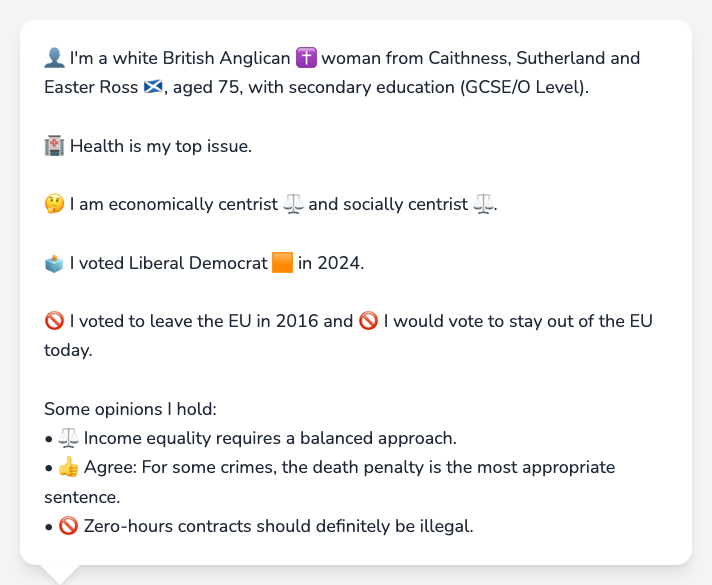 👤 I'm a white British Anglican ✝️ woman from Caithness, Sutherland and
Easter Ross 🏴󠁧󠁢󠁳󠁣󠁴󠁿, aged 75, with secondary education (GCSE/O Level).
🏥 Health is my top issue.
🤔 I am economically centrist ⚖️ and socially centrist ⚖️.
🗳️ I voted Liberal Democrat 🟧 in 2024.
🚫 I voted to leave the EU in 2016 and 🚫 I would vote to stay out of the EU
today.
Some opinions I hold:
• ⚖️ Income equality requires a balanced approach.
• 👍 Agree: For some crimes, the death penalty is the most appropriate
sentence.
• 🚫 Zero-hours contracts should definitely be illegal.